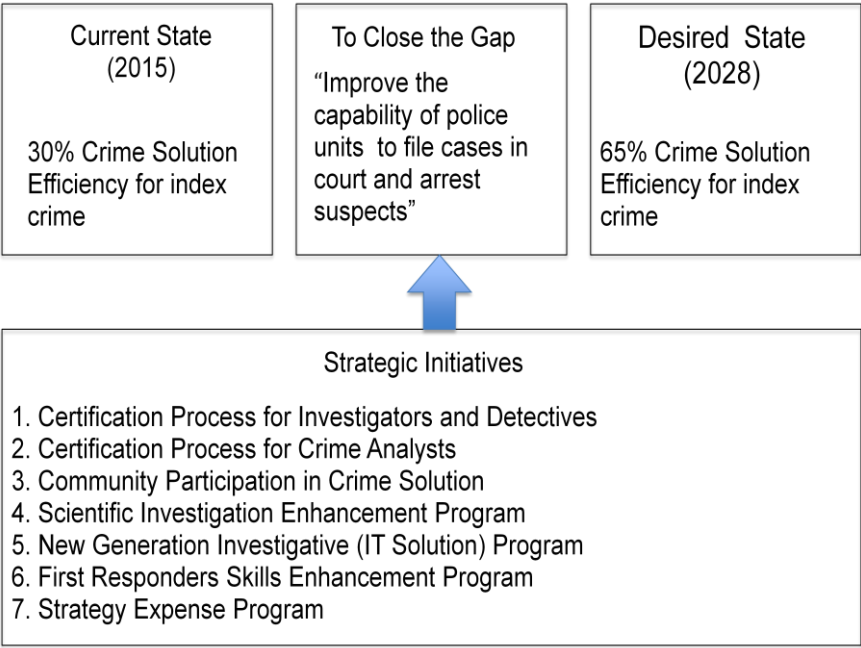 Current State
(2015)
30% Crime Solution
Efficiency for index
crime
To Close the Gap
“Improve the
capability of police
units to file cases in
court and arrest
suspects”
Desired State
(2028)
65% Crime Solution
Efficiency for index
crime
Strategic Initiatives
1. Certification Process for Investigators and Detectives
2. Certification Process for Crime Analysts
3. Community Participation in Crime Solution
4. Scientific Investigation Enhancement Program
5. New Generation Investigative (IT Solution) Program
6. First Responders Skills Enhancement Program
7. Strategy Expense Program